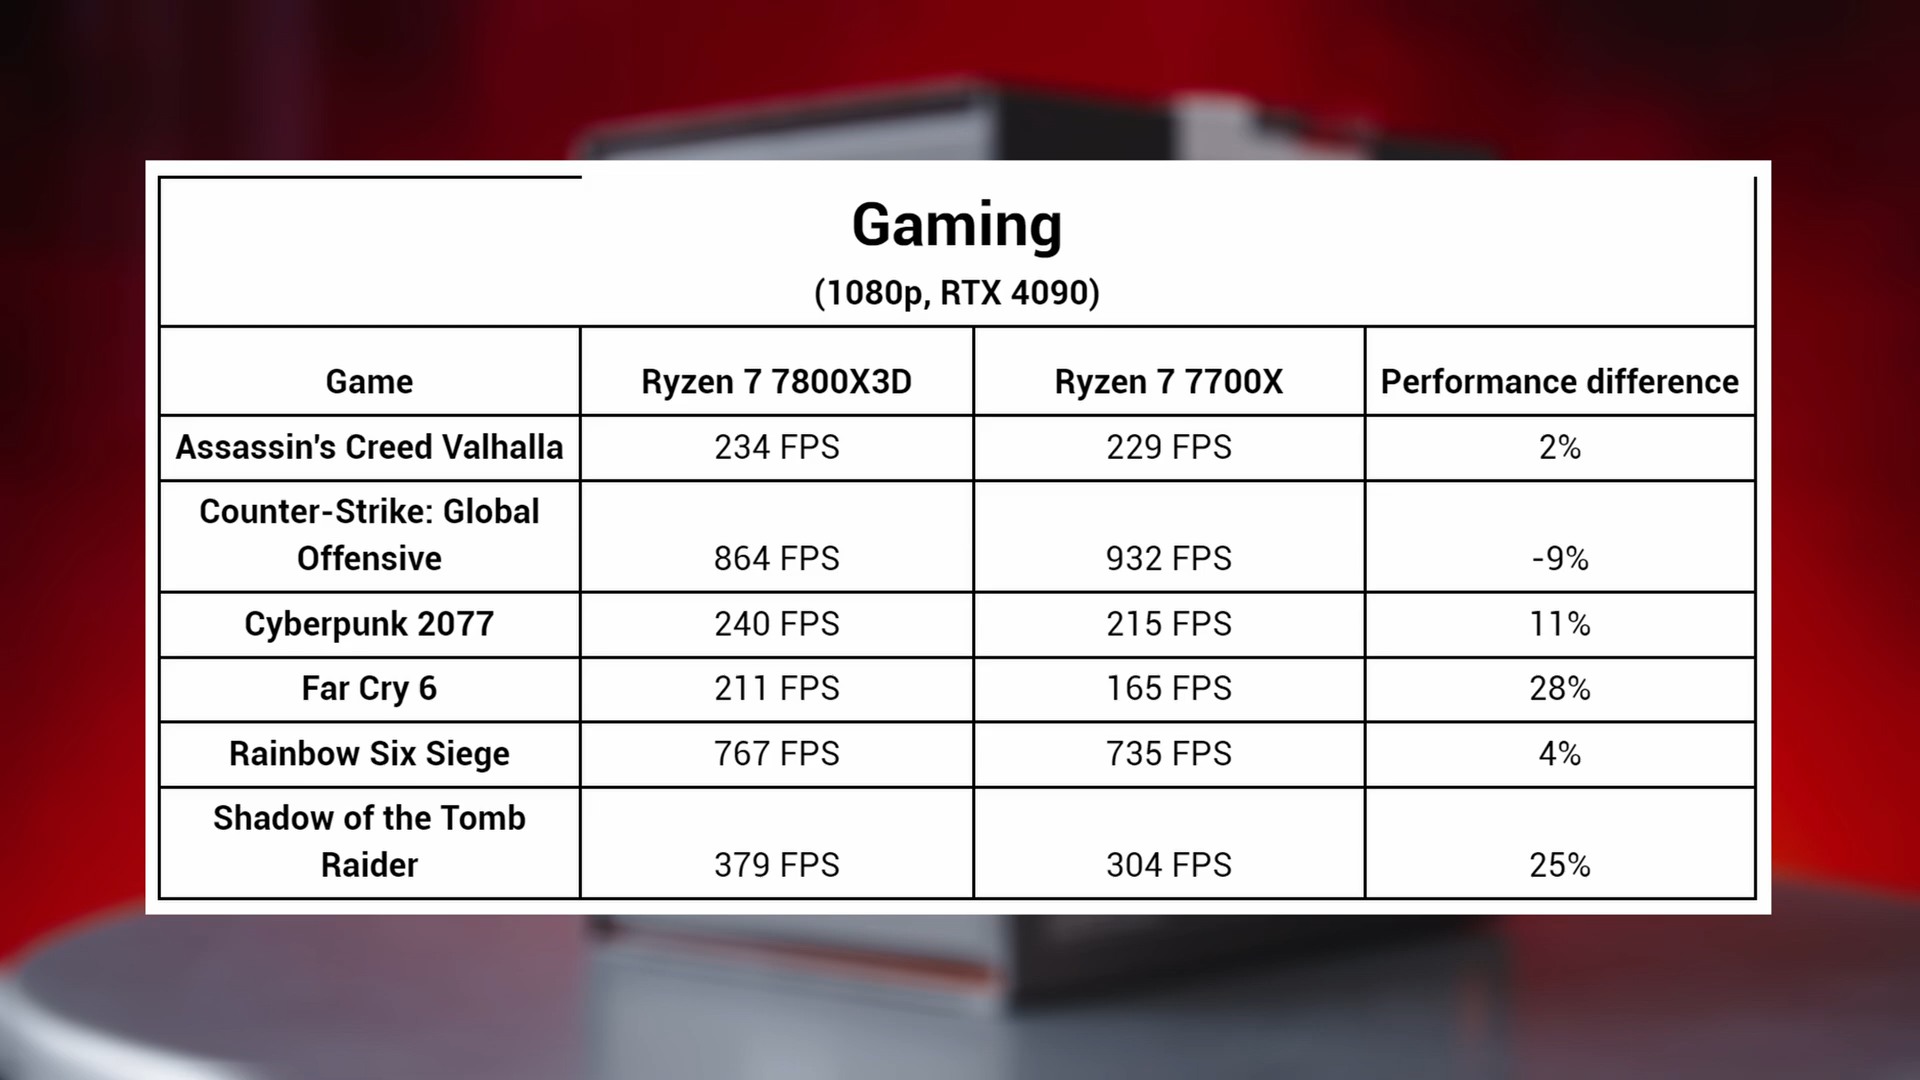 Gaming
(1080p, RTX 4090)
Game Ryzen 7 7800X3D Ryzen 7 7700X Performance difference
Assassin's Creed Valhalla 234 FPS 229 FPS 2%
Counter-Strike: Global
Offensive 864 FPS 932 FPS -9%
Cyberpunk 2077 240 FPS 215 FPS 11%
Far Cry 6 211 FPS 165 FPS 28%
Rainbow Six Siege 767 FPS 735 FPS 4%
Shadow of the Tomb
Raider 379 FPS 304 FPS 25%